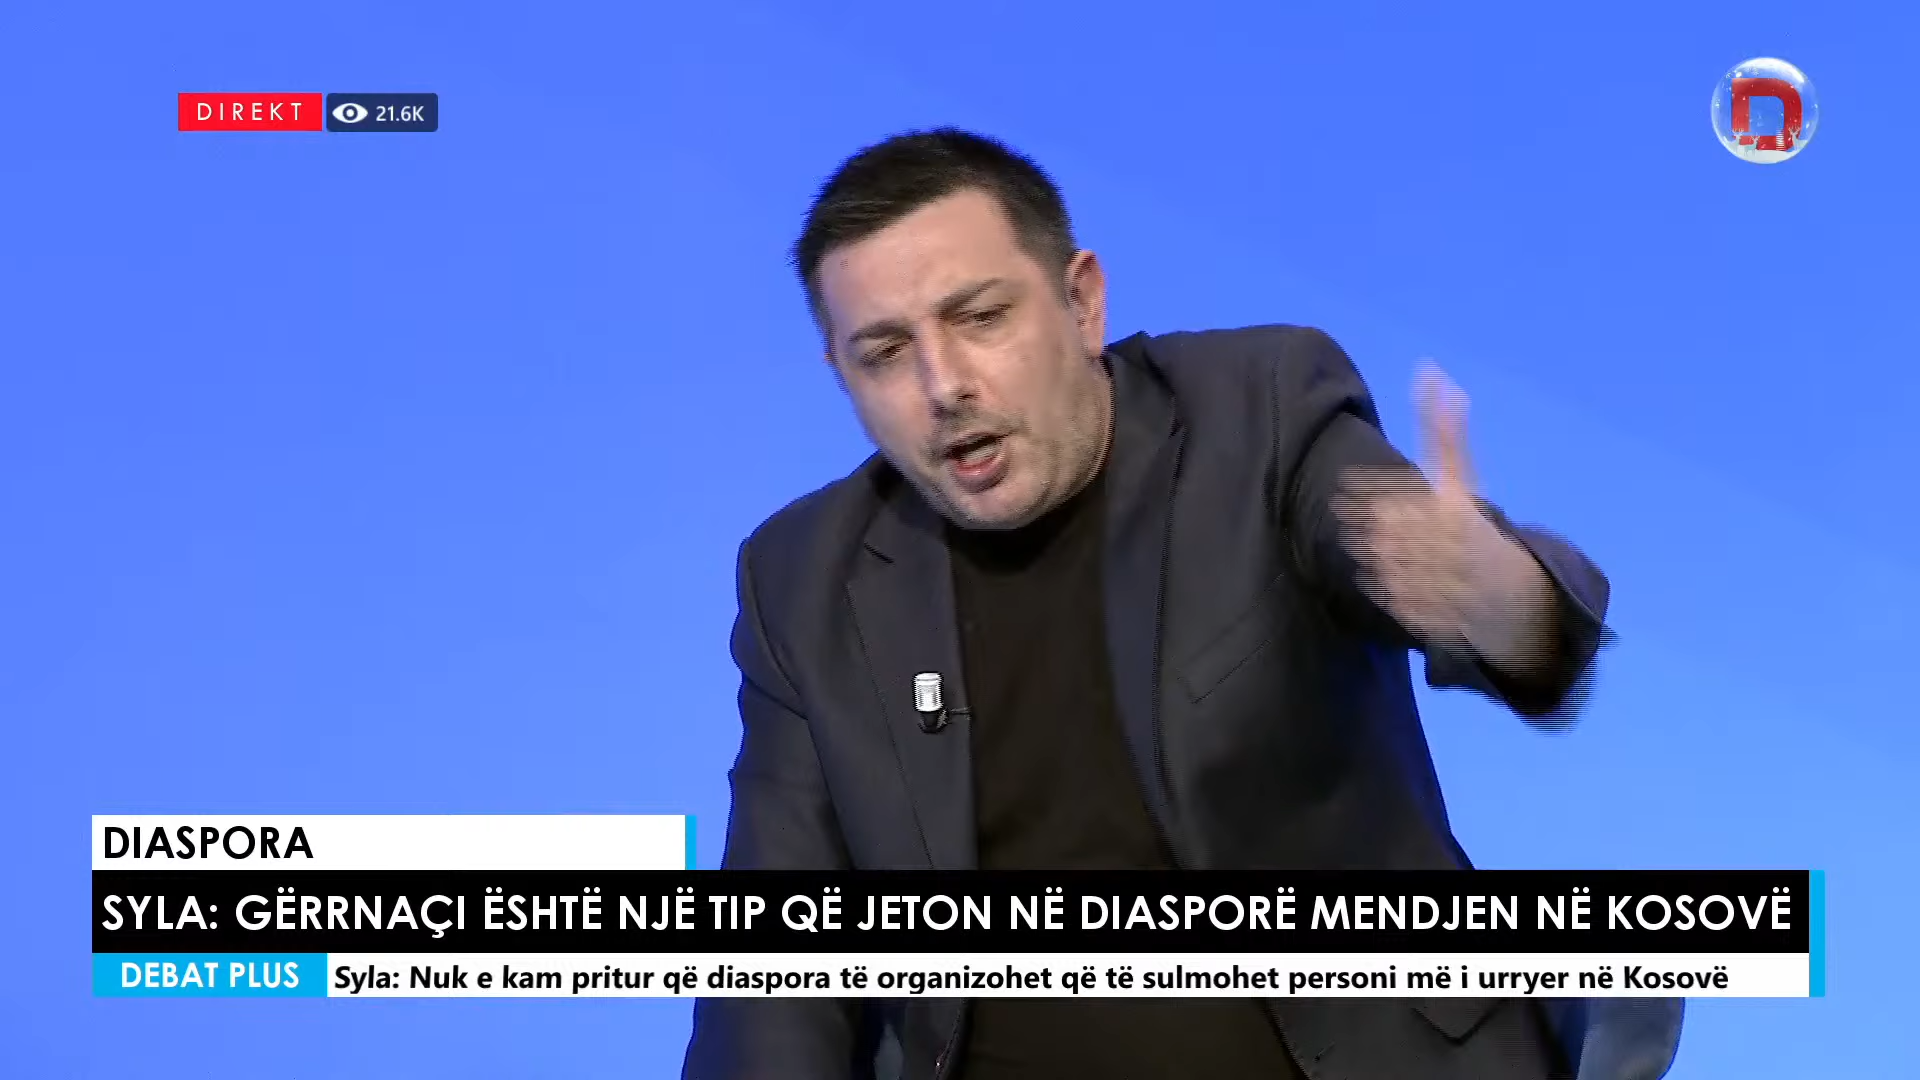 DIREKT
21.6K
DIASPORA
SYLA: GËRRNAÇI ËSHTË NJË TIP QË JETON NË DIASPORË MENDJEN NË KOSOVË
DEBAT PLUS
Syla: Nuk e kam pritur që diaspora të organizohet që të sulmohet personi më i urryer në Kosovë